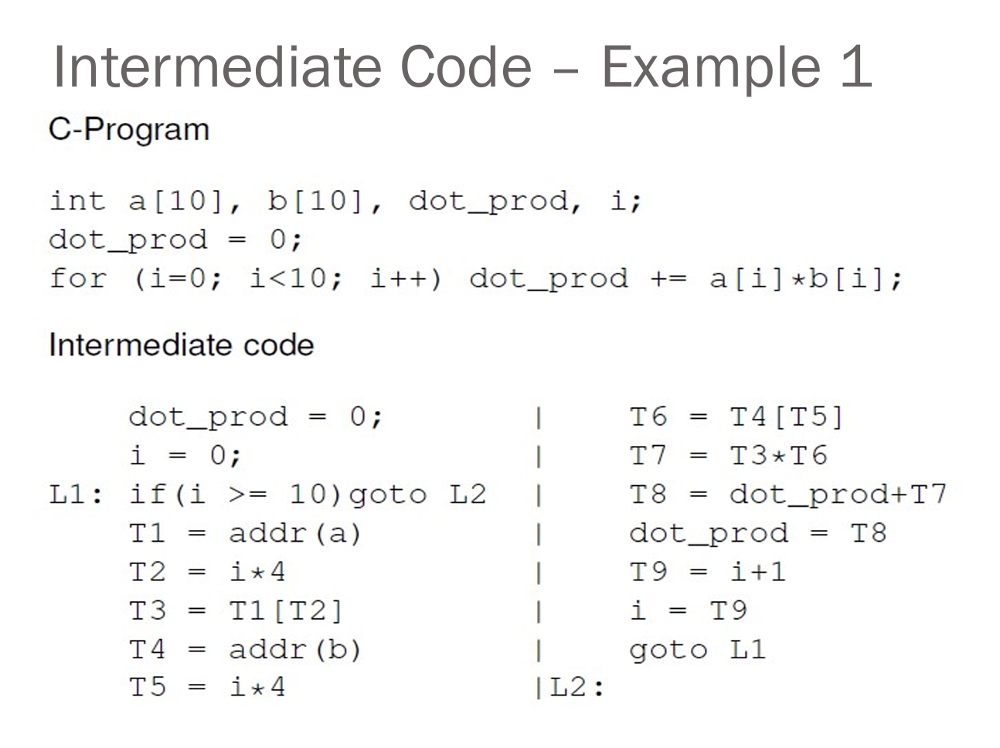 Intermediate Code – Example 1
C-Program
int a[10], b[10], dot_prod, i;
dot_prod = 0;
for (i=0; i<10; i++) dot_prod += a[i]*b[i];
Intermediate code
dot_prod = 0; | T6 = T4[T5]
i = 0; | T7 = T3*T6
L1: if(i >= 10)goto L2 | T8 = dot_prod+T7
T1 = addr(a) | dot_prod = T8
T2 = i*4 | T9 = i+1
T3 = T1[T2] | i = T9
T4 = addr(b) | goto L1
T5 = i*4 |L2: